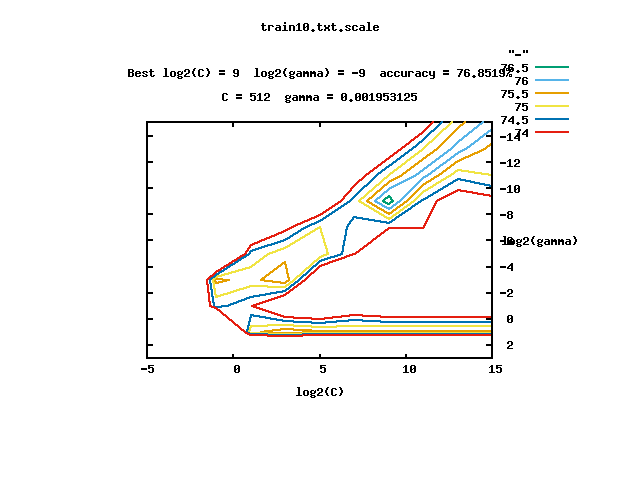 train10.txt.scale
"-"
Best log2(C) = 9  log2(gamma) = -9  accuracy = 76.8519%
76.5
76
75.5
C = 512  gamma = 0.001953125
75
74.5
74
-14
-12
-10
-8
-6
log2(gamma)
-4
-2
0
2
-5 0 5 10 15
log2(C)